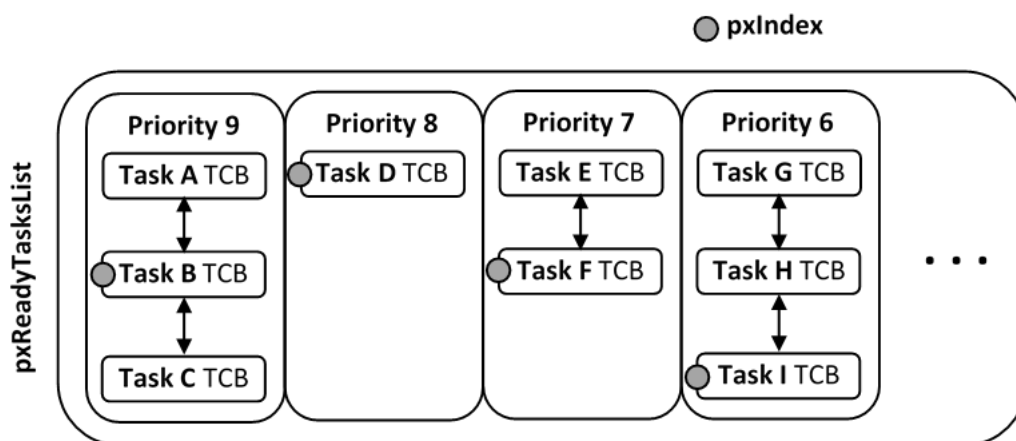 pxIndex
pxReadyTasksList
Priority 9
Task A TCB
Task B TCB
Task C TCB
Priority 8
Task D TCB
Priority 7
Task E TCB
Task F TCB
Priority 6
Task G TCB
Task H TCB
Task I TCB
. . .